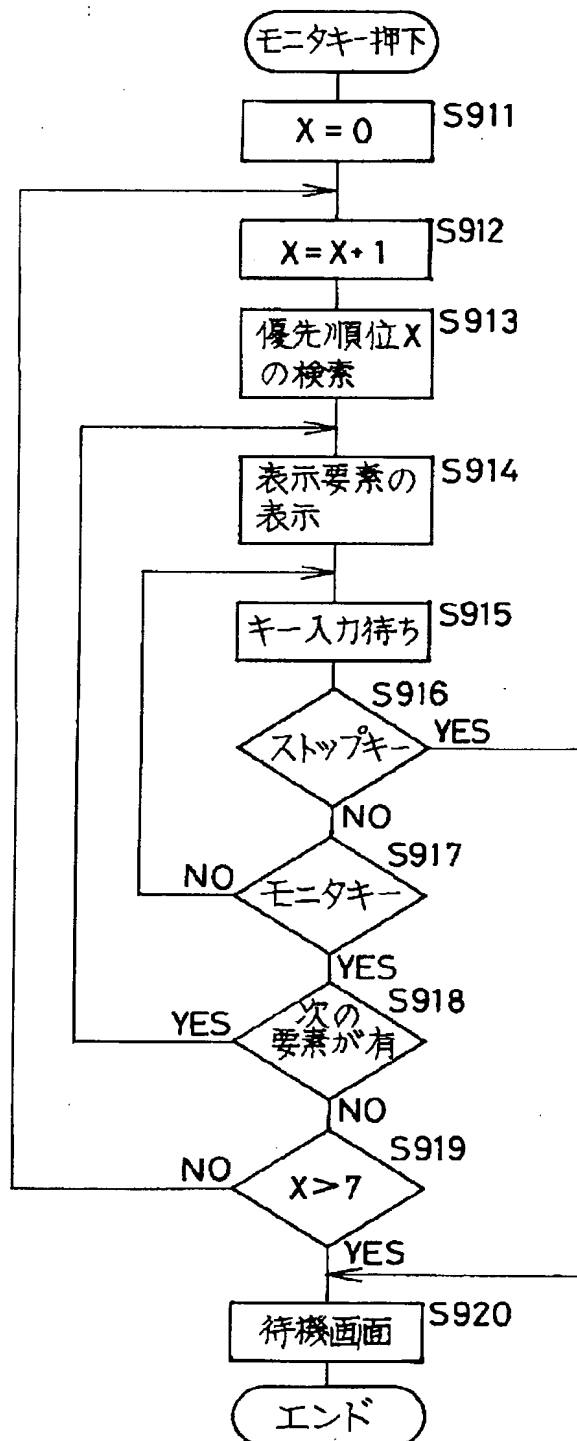 モニタキー押下
X = 0
S911
X = X + 1
S912
優先順位X
の検索
S913
表示要素の
表示
S914
キー入力待ち
S915
S916
ストップキー
YES
NO
S917
NO
モニタキー
YES
S918
YES
次の
要素が有
NO
S919
NO
X > 7
YES
待機画面
S920
エンド